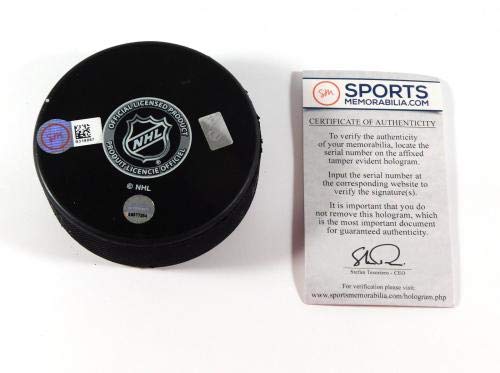 OFFICIAL LICENSED PRODUCT
NHL
PRODUIT LICENCIÉ OFFICIEL
© NHL
sm
sm
SPORTS
MEMORABILIA.COM
CERTIFICATE OF AUTHENTICITY
To verify the authenticity
of your memorabilia, locate the
serial number on the affixed
tamper evident hologram.
Input the serial number at
the corresponding website to
verify the signature(s).
It is important that you do
not remove this hologram, which
is the most important document
for guaranteed authenticity.
CEO
For verification please visit:
www.sportsmemorabilia.com/hologram.php